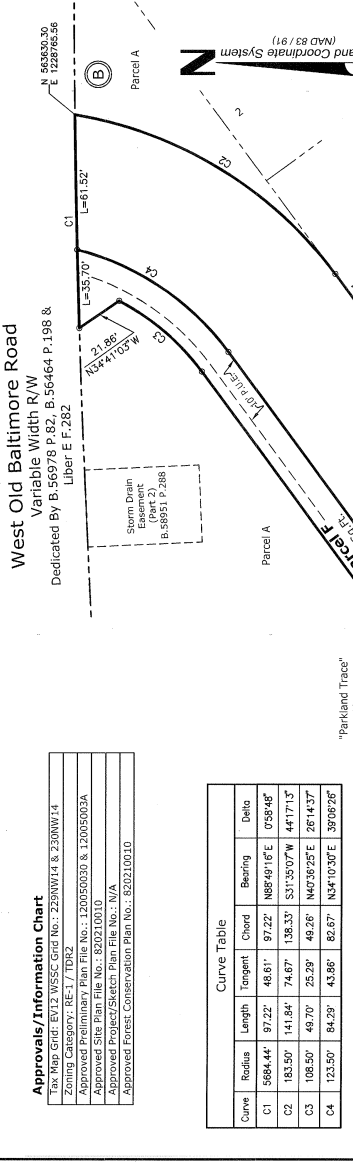 West Old Baltimore Road
Variable Width R/W
Dedicated By B.56978 P.82, B.56464 P.198 &
Liber E F.282
N 563630.30
E 1228765.56
B
Parcel A
N
(NAD 83 / 91)
C1
L=61.52'
L=35.70'
21.86'
N34°41'03"W
C2
C3
C4
2
10' P.U.E.
Storm Drain
Easement
(Part 2)
B.58951 P.288
Parcel A
"Parkland Trace"
Approvals/Information Chart
Tax Map Grid: EV12 WSSC Grid No.: 229NW14 & 230NW14
Zoning Category: RE-1 / TDR2
Approved Preliminary Plan File No.: 120050030 & 12005003A
Approved Site Plan File No.: 820210010
Approved Project/Sketch Plan File No.: N/A
Approved Forest Conservation Plan File No.: 820210010
Curve Table
Curve Radius Length Tangent Chord Bearing Delta
C1 5684.44' 97.22' 48.61' 97.22' N88°49'16"E 0°58'48"
C2 183.50' 141.84' 74.67' 138.33' S31°35'07"W 44°17'13"
C3 108.50' 49.70' 25.29' 49.26' N40°36'25"E 26°14'37"
C4 123.50' 84.29' 43.86' 82.67' N34°10'30"E 39°06'26"